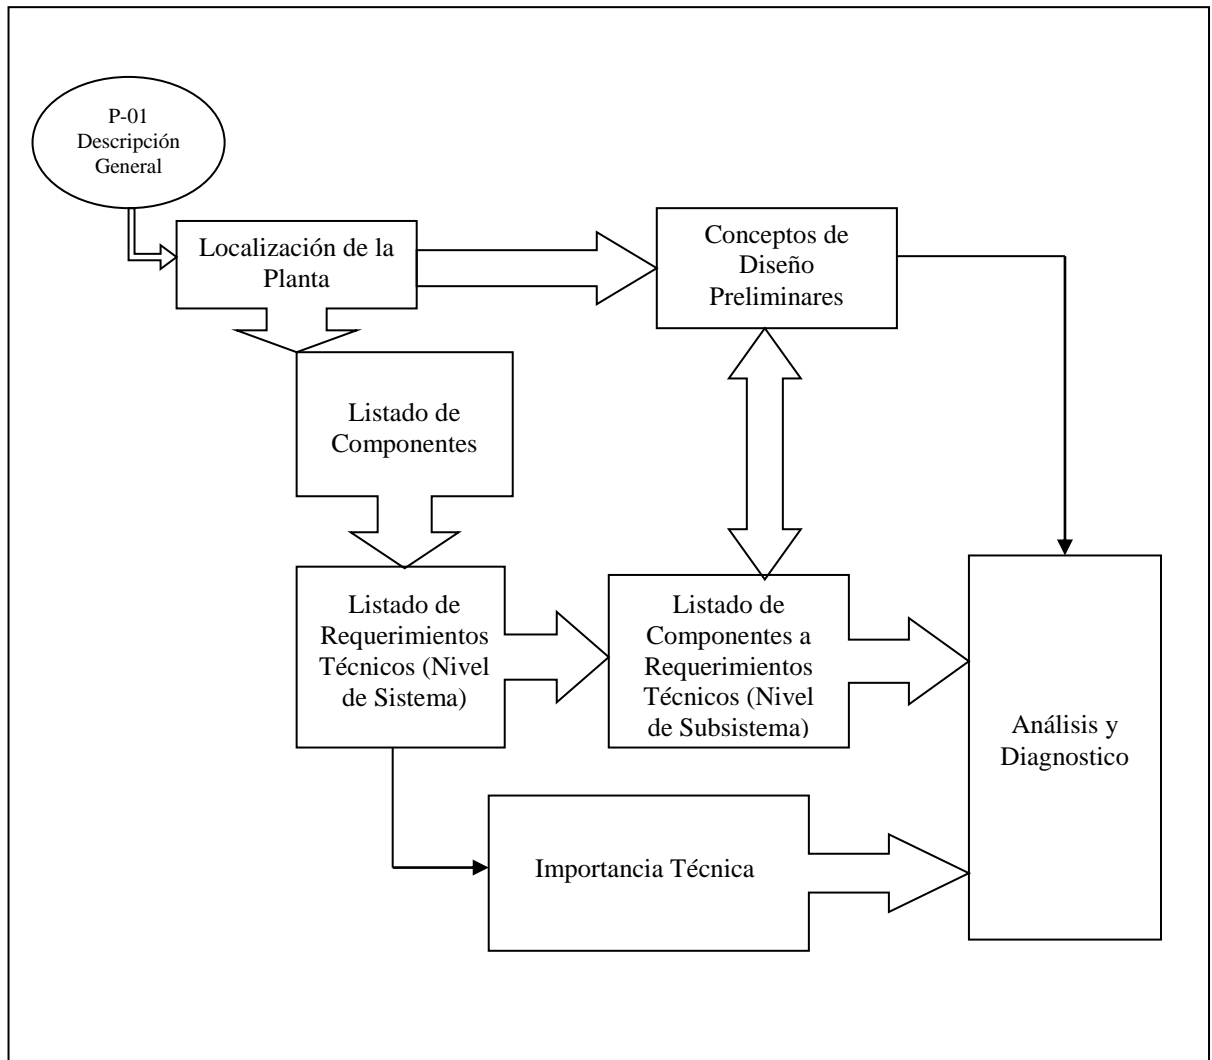 P-01
Descripción
General
Localización de la
Planta
Conceptos de
Diseño
Preliminares
Listado de
Componentes
Listado de
Requerimientos
Técnicos (Nivel
de Sistema)
Listado de
Componentes a
Requerimientos
Técnicos (Nivel
de Subsistema)
Análisis y
Diagnostico
Importancia Técnica